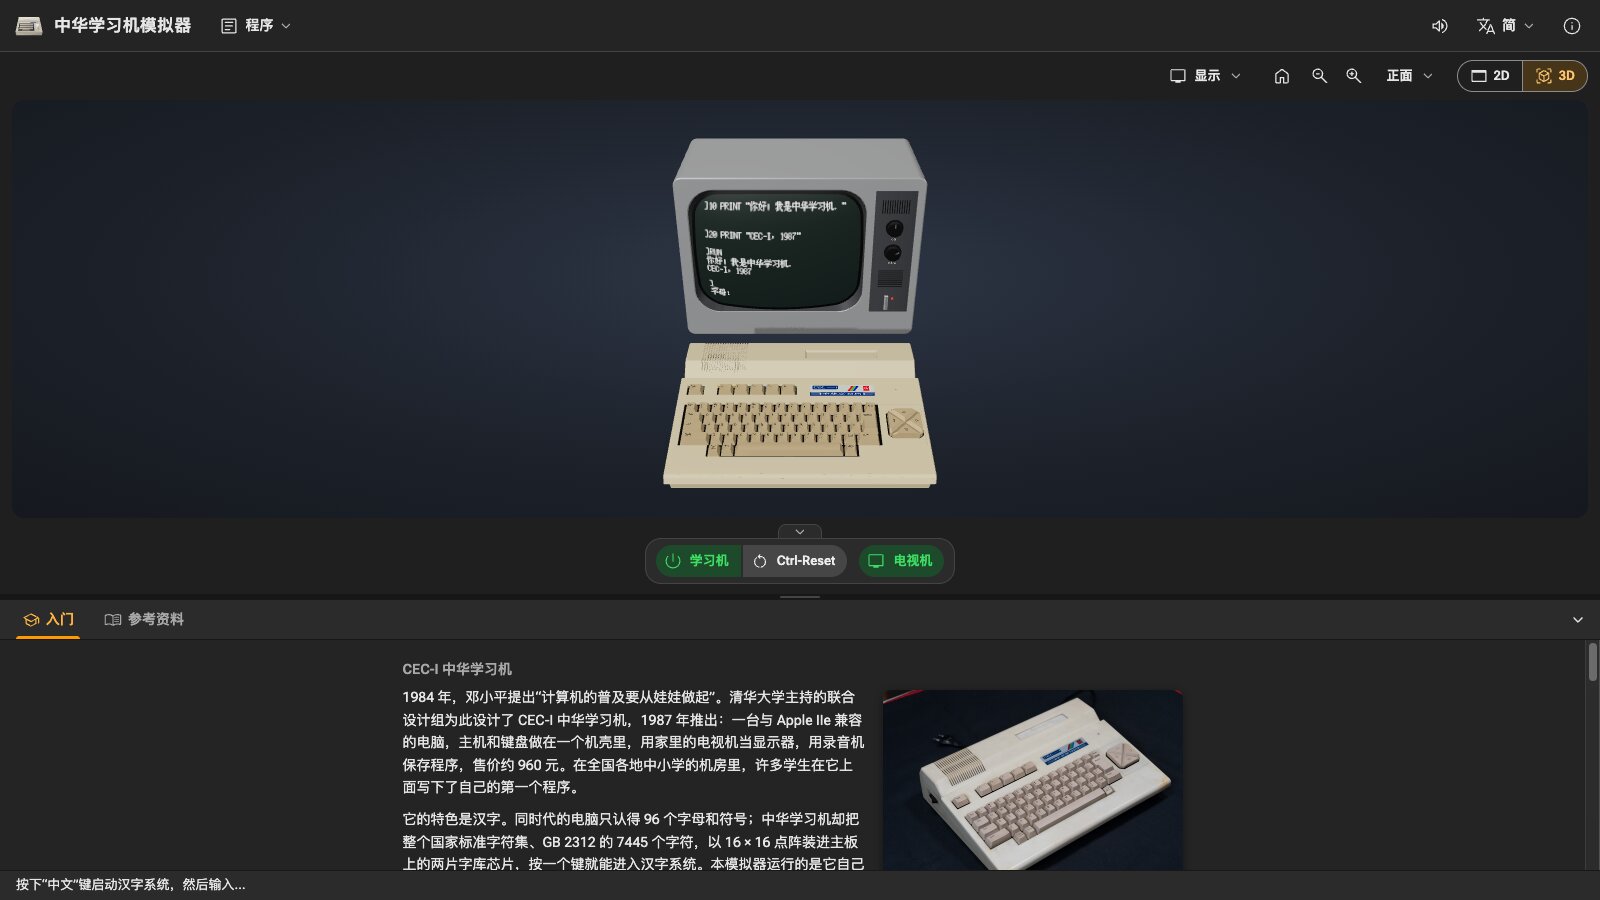 中华学习机模拟器
程序
简
显示
正面
2D
3D
]10 PRINT "你好！我是中华学习机．"
]20 PRINT "CEC-I，1987"
]RUN
你好！我是中华学习机．
CEC-I，1987
]
字母：
学习机
Ctrl-Reset
电视机
入门
参考资料
CEC-I 中华学习机
1984 年，邓小平提出“计算机的普及要从娃娃做起”。清华大学主持的联合
设计组为此设计了 CEC-I 中华学习机，1987 年推出：一台与 Apple IIe 兼容
的电脑，主机和键盘做在一个机壳里，用家里的电视机当显示器，用录音机
保存程序，售价约 960 元。在全国各地中小学的机房里，许多学生在它上
面写下了自己的第一个程序。
它的特色是汉字。同时代的电脑只认得 96 个字母和符号；中华学习机却把
整个国家标准字符集、GB 2312 的 7445 个字符，以 16 × 16 点阵装进主板
上的两片字库芯片，按一个键就能进入汉字系统。本模拟器运行的是它自己
按下“中文”键启动汉字系统，然后输入...